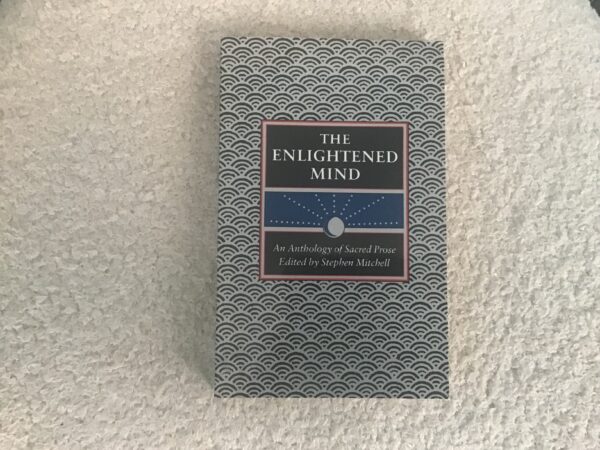 THE
ENLIGHTENED
MIND
An Anthology of Sacred Prose
Edited by Stephen Mitchell